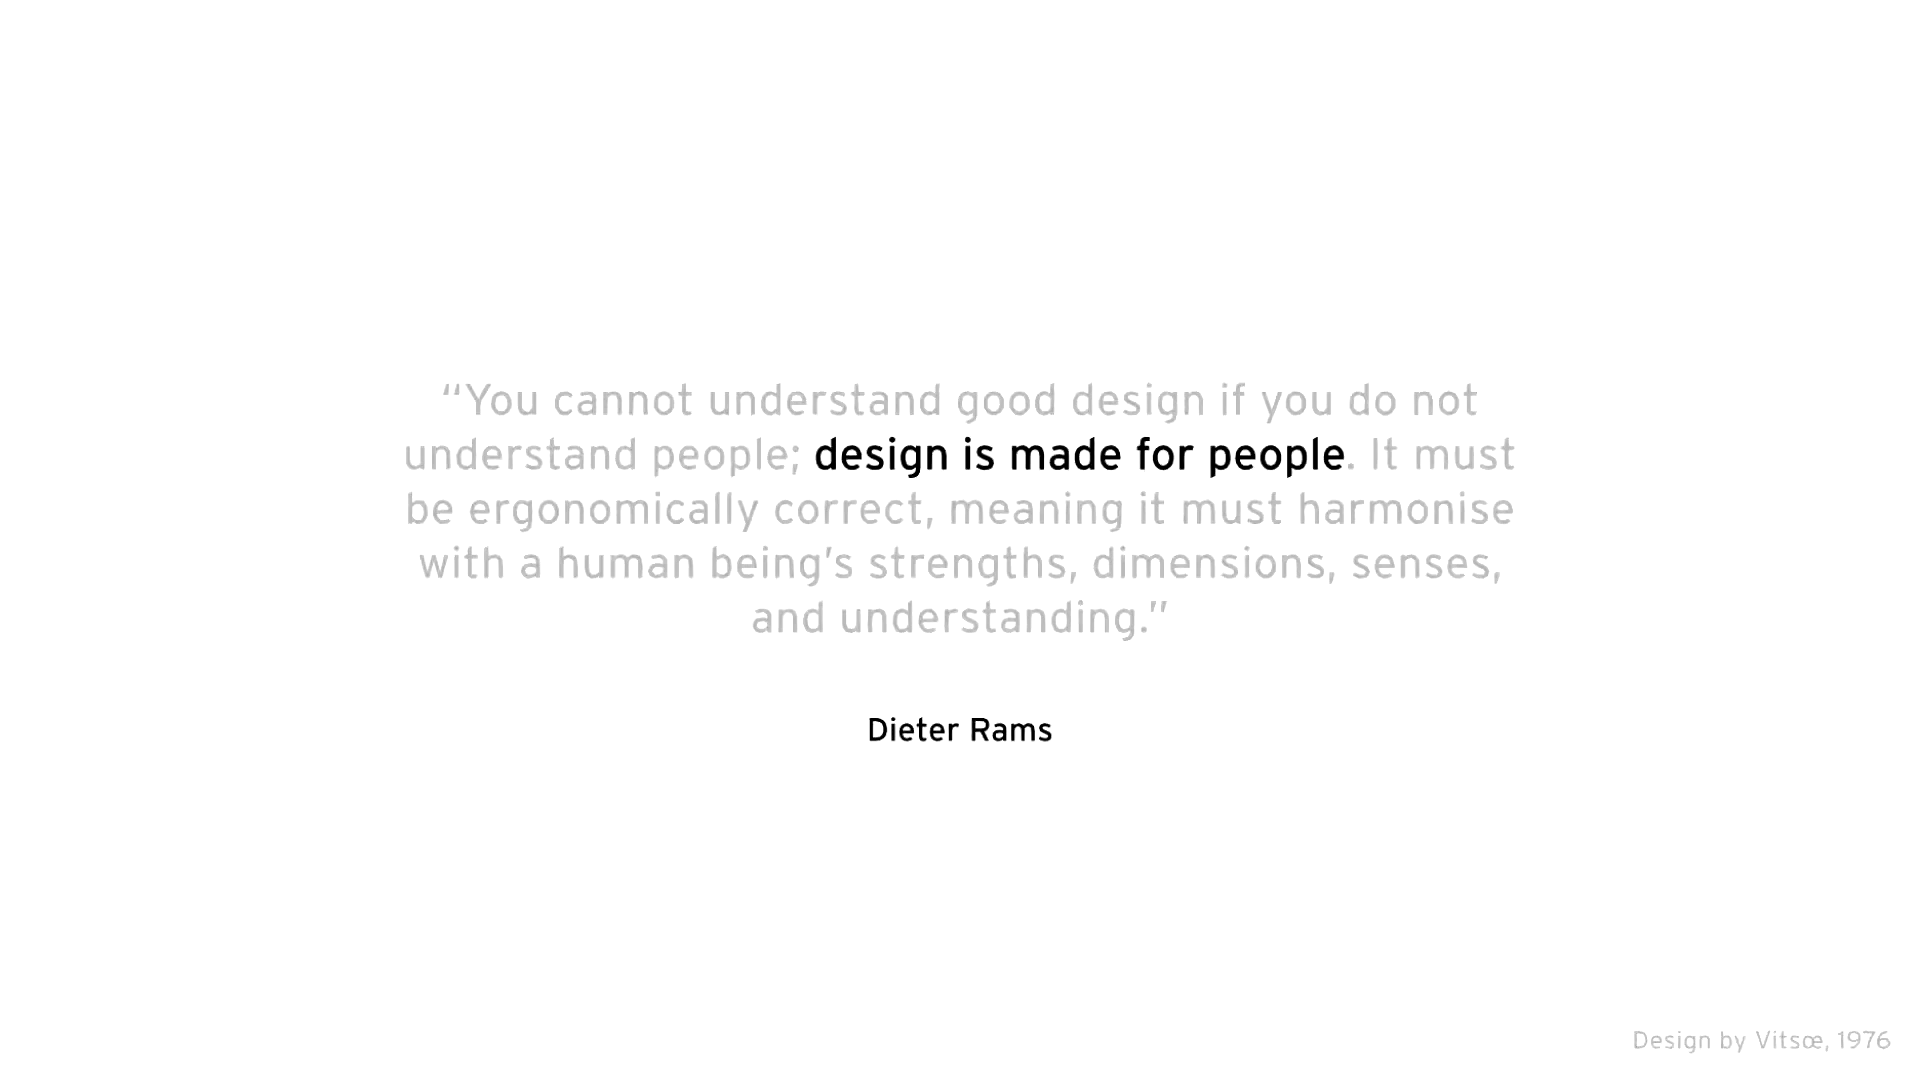 “You cannot understand good design if you do not
understand people; design is made for people. It must
be ergonomically correct, meaning it must harmonise
with a human being’s strengths, dimensions, senses,
and understanding.”
Dieter Rams
Design by Vitsœ, 1976